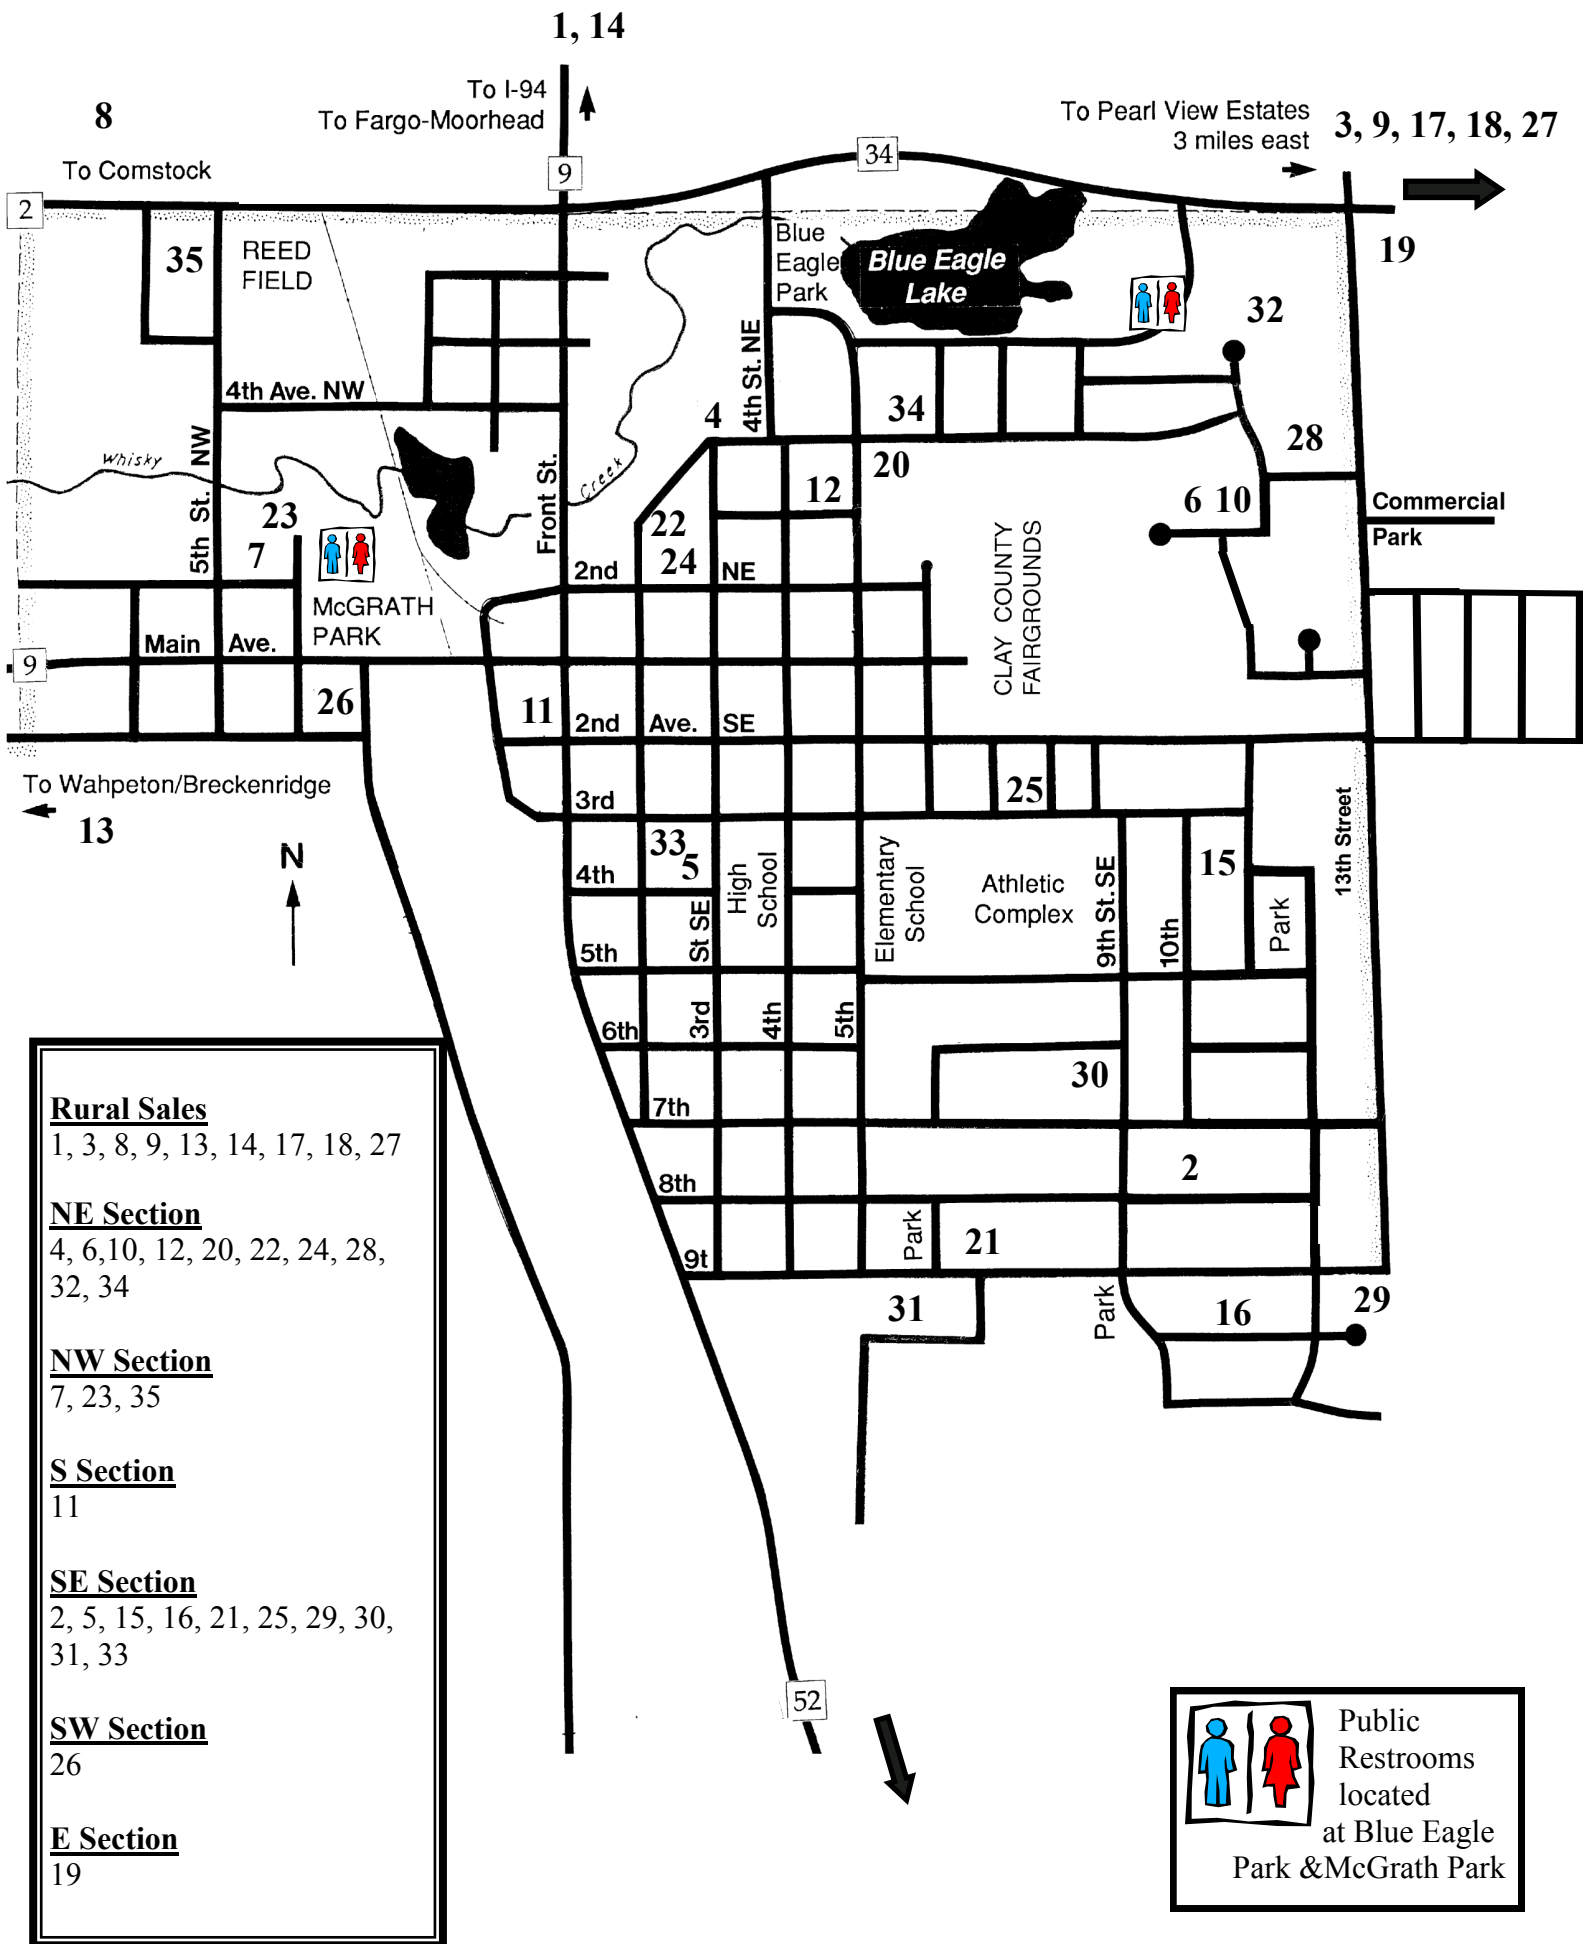 1, 14
To I-94
To Fargo-Moorhead
8
To Comstock
To Pearl View Estates
3 miles east
3, 9, 17, 18, 27
34
9
2
35
REED
FIELD
Blue
Eagle
Park
Blue Eagle
Lake
19
32
4th St. NE
4th Ave. NW
4
34
28
Whisky
5th St. NW
Creek
Front St.
20
12
6 10
Commercial
Park
23
7
22
24
2nd
NE
CLAY COUNTY
FAIRGROUNDS
McGRATH
PARK
Main
Ave.
9
26
11
2nd
Ave.
SE
To Wahpeton/Breckenridge
13
N
3rd
25
13th Street
33
5
4th
High
School
Elementary
School
Athletic
Complex
9th St. SE
10th
15
Park
St SE
5th
3rd
4th
5th
6th
30
7th
2
8th
Park
21
9t
31
Park
16
29
Rural Sales
1, 3, 8, 9, 13, 14, 17, 18, 27
NE Section
4, 6,10, 12, 20, 22, 24, 28,
32, 34
NW Section
7, 23, 35
S Section
11
SE Section
2, 5, 15, 16, 21, 25, 29, 30,
31, 33
SW Section
26
E Section
19
52
Public
Restrooms
located
at Blue Eagle
Park &McGrath Park